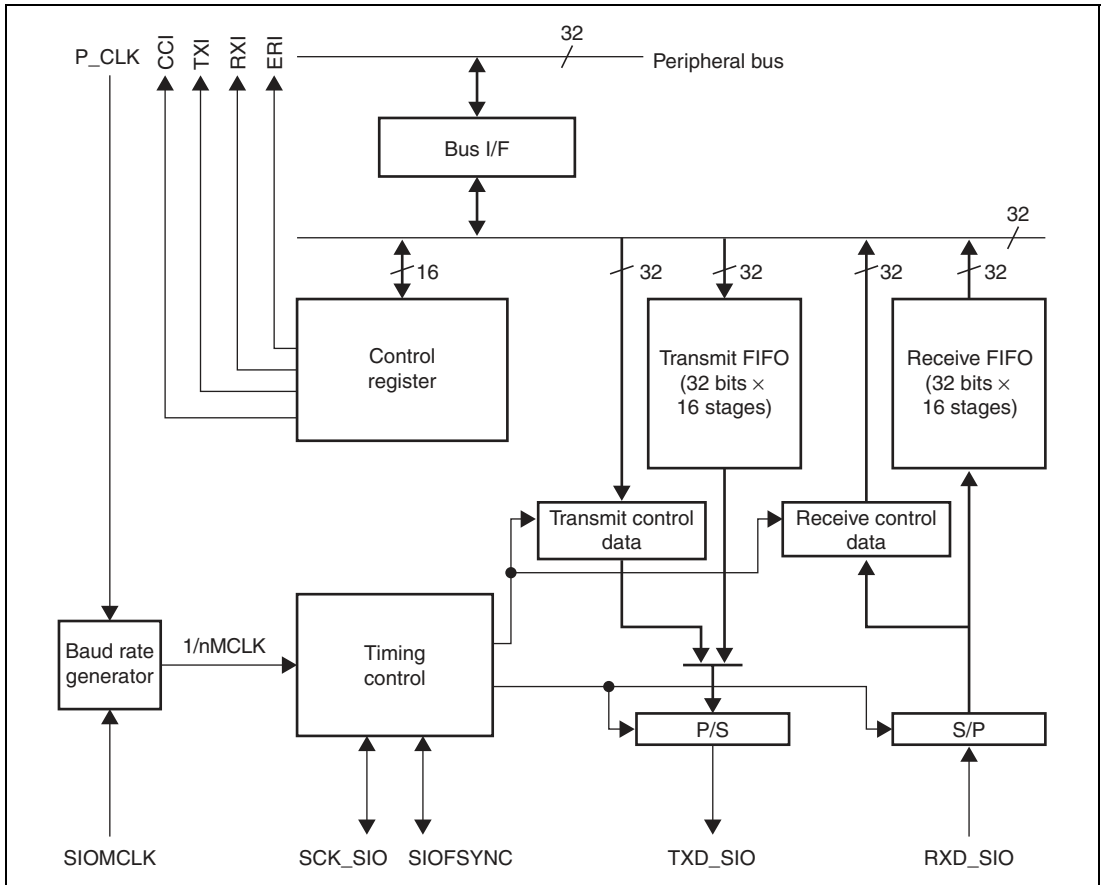 P_CLK
CCI
TXI
RXI
ERI
32
Peripheral bus
Bus I/F
32
16
32
32
32
32
Control
register
Transmit FIFO
(32 bits ×
16 stages)
Receive FIFO
(32 bits ×
16 stages)
Transmit control
data
Receive control
data
Baud rate
generator
1/nMCLK
Timing
control
P/S
S/P
SIOMCLK
SCK_SIO
SIOFSYNC
TXD_SIO
RXD_SIO